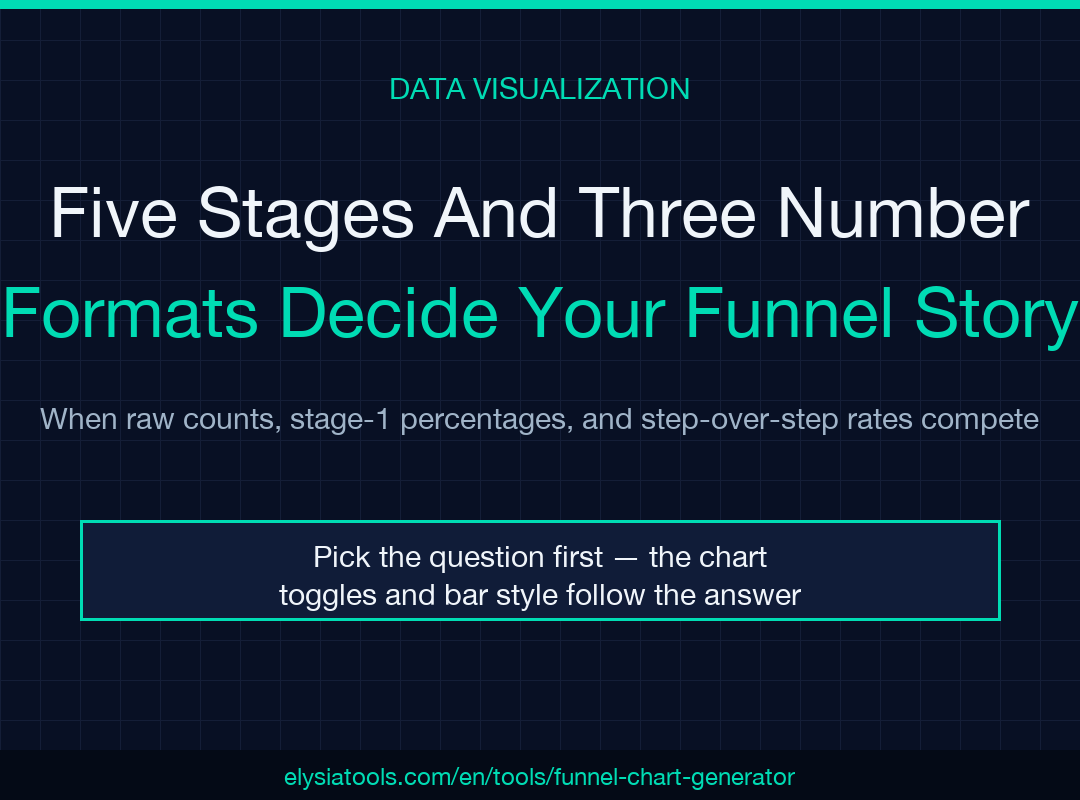 DATA VISUALIZATION
Five Stages And Three Number
Formats Decide Your Funnel Story
When raw counts, stage-1 percentages, and step-over-step rates compete
Pick the question first — the chart
toggles and bar style follow the answer
elysiatools.com/en/tools/funnel-chart-generator